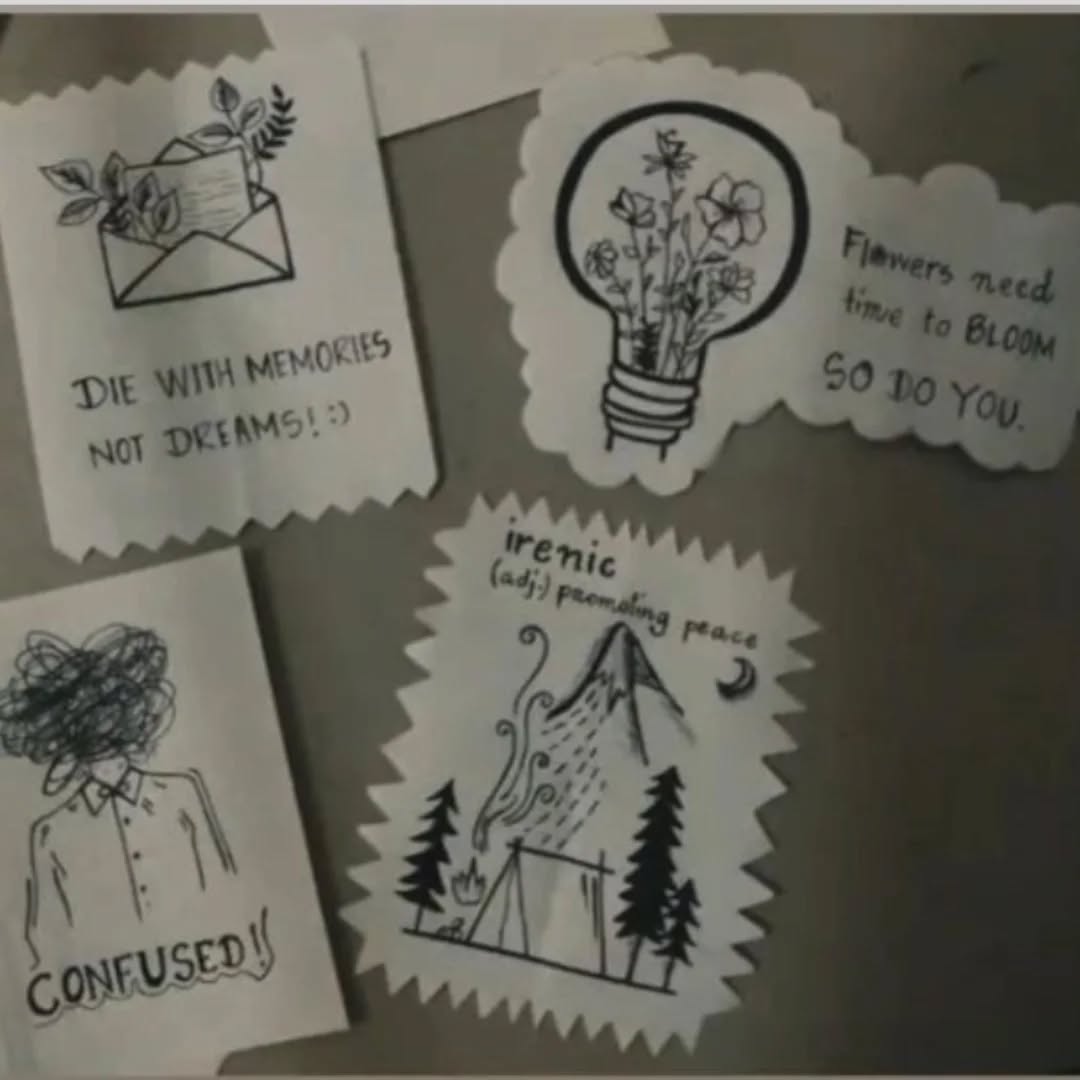 DIE WITH MEMORIES
NOT DREAMS! :)
Flowers need
time to BLOOM
SO DO YOU.
irenic
(adj.) promoting peace
CONFUSED!